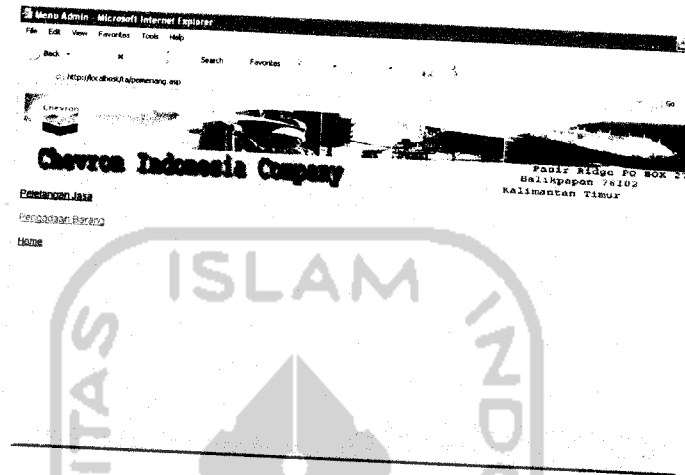 Menu Admin - Microsoft Internet Explorer
File Edit View Favorites Tools Help
Back Search Favorites
http://localhost/ta/pemenang.asp Go
Chevron
Chevron Indonesia Company
Pasir Ridge PO BOX 2
Balikpapan 76102
Kalimantan Timur
Pelelangan Jasa
Pengadaan Barang
Home
ISLAM